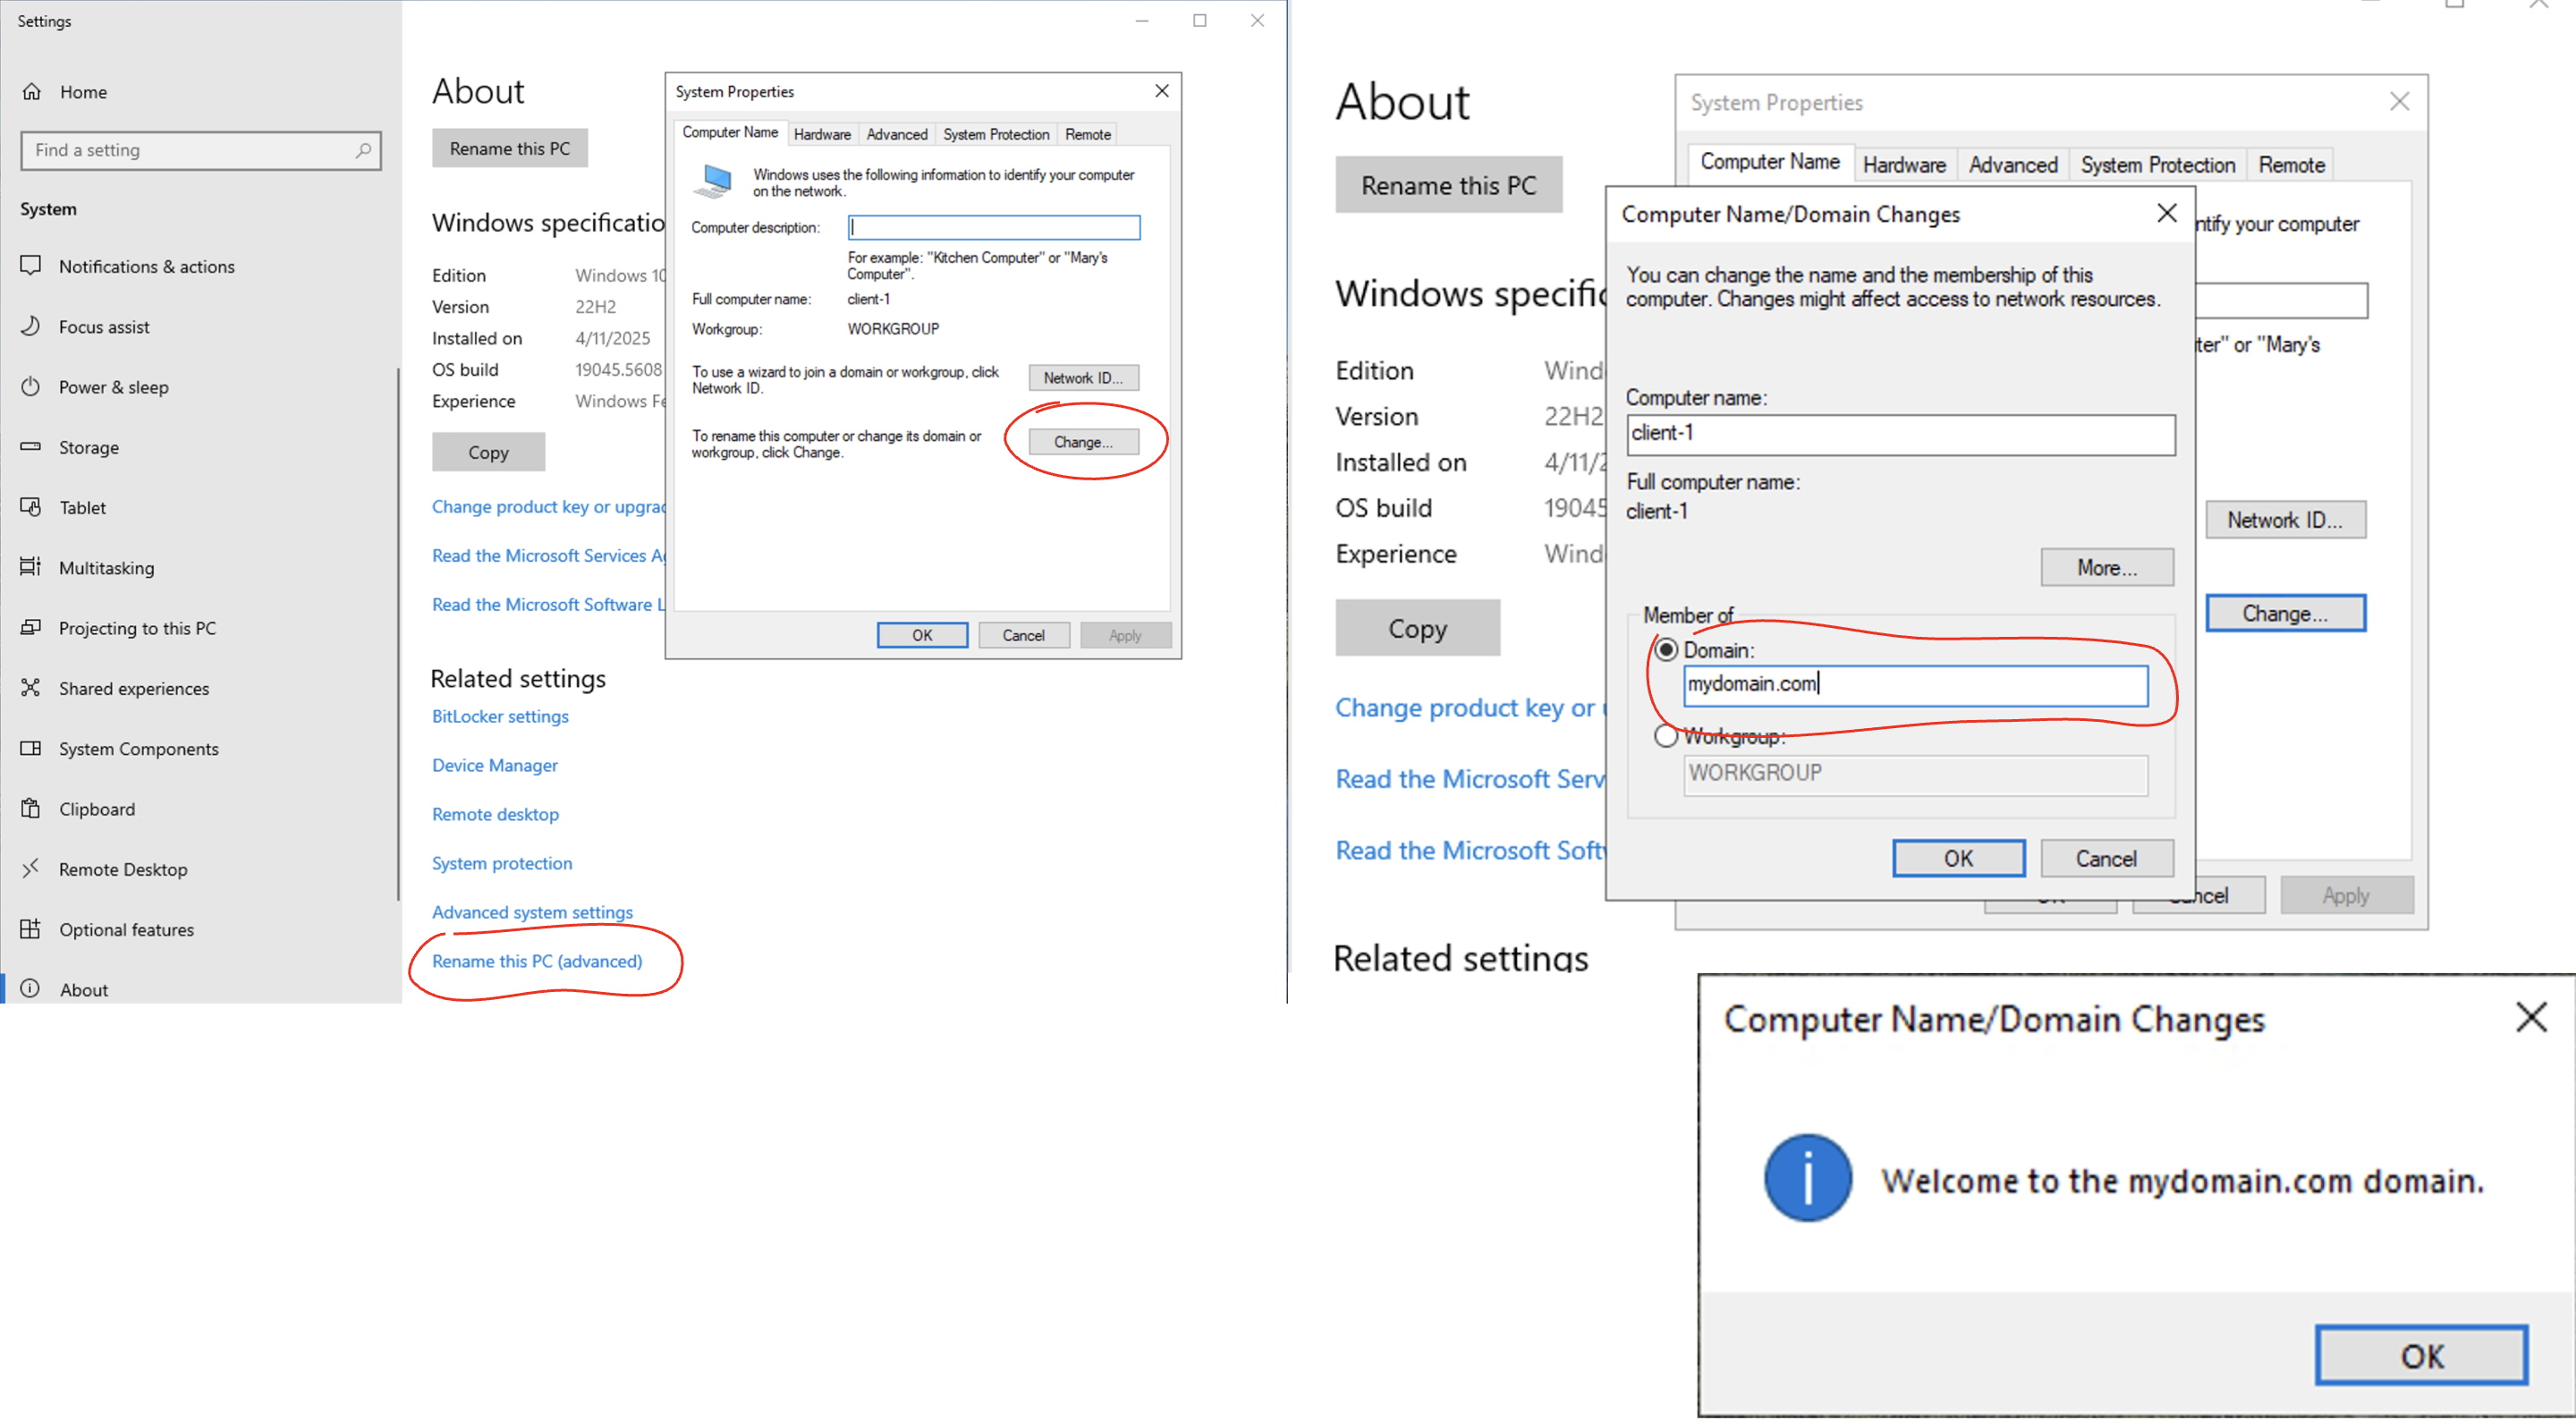 Settings
Home
Find a setting
System
Notifications & actions
Focus assist
Power & sleep
Storage
Tablet
Multitasking
Projecting to this PC
Shared experiences
System Components
Clipboard
Remote Desktop
Optional features
About
About
Rename this PC
Windows specificatio
Edition Windows 10
Version 22H2
Installed on 4/11/2025
OS build 19045.5608
Experience Windows Fe
Copy
Change product key or upgrad
Read the Microsoft Services Ag
Read the Microsoft Software L
Related settings
BitLocker settings
Device Manager
Remote desktop
System protection
Advanced system settings
Rename this PC (advanced)
System Properties
Computer Name Hardware Advanced System Protection Remote
Windows uses the following information to identify your computer
on the network.
Computer description:
For example: "Kitchen Computer" or "Mary's
Computer".
Full computer name: client-1
Workgroup: WORKGROUP
To use a wizard to join a domain or workgroup, click
Network ID.
Network ID...
To rename this computer or change its domain or
workgroup, click Change.
Change...
OK Cancel Apply
About
Rename this PC
Windows specific
Edition Wind
Version 22H2
Installed on 4/11/2
OS build 19045
Experience Wind
Copy
Change product key or u
Read the Microsoft Serv
Read the Microsoft Softw
Related settings
System Properties
Computer Name Hardware Advanced System Protection Remote
ntify your computer
ter" or "Mary's
Network ID...
Change...
OK ncel Apply
Computer Name/Domain Changes
You can change the name and the membership of this
computer. Changes might affect access to network resources.
Computer name:
client-1
Full computer name:
client-1
More...
Member of
Domain:
mydomain.com
Workgroup:
WORKGROUP
OK Cancel
Computer Name/Domain Changes
Welcome to the mydomain.com domain.
OK